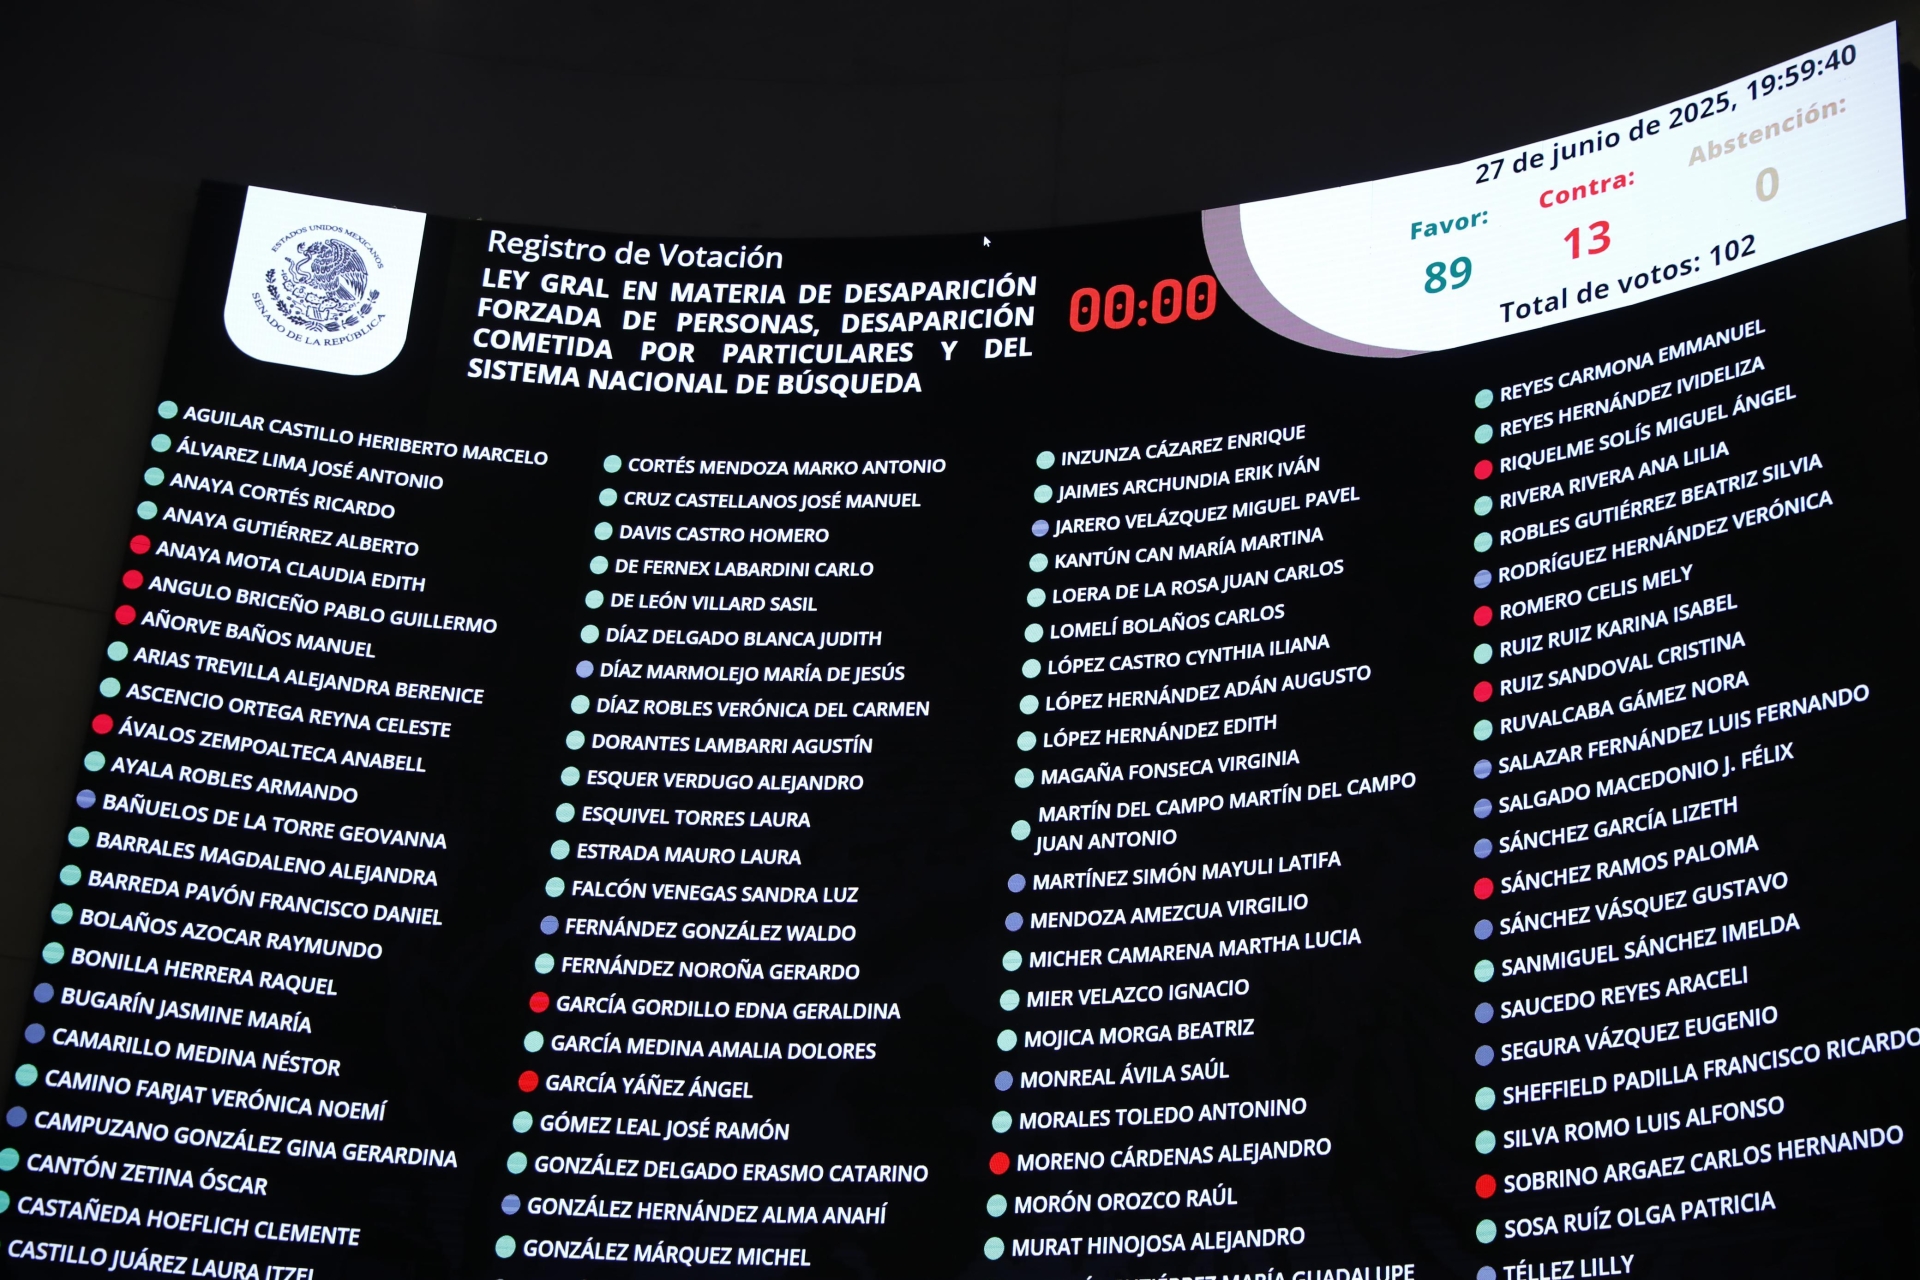 ESTADOS UNIDOS MEXICANOS
SENADO DE LA REPÚBLICA
Registro de Votación
LEY GRAL EN MATERIA DE DESAPARICIÓN
FORZADA DE PERSONAS, DESAPARICIÓN
COMETIDA POR PARTICULARES Y DEL
SISTEMA NACIONAL DE BÚSQUEDA
00:00
27 de junio de 2025, 19:59:40
Favor:
89
Contra:
13
Abstención:
0
Total de votos: 102
AGUILAR CASTILLO HERIBERTO MARCELO
ÁLVAREZ LIMA JOSÉ ANTONIO
ANAYA CORTÉS RICARDO
ANAYA GUTIÉRREZ ALBERTO
ANAYA MOTA CLAUDIA EDITH
ANGULO BRICEÑO PABLO GUILLERMO
AÑORVE BAÑOS MANUEL
ARIAS TREVILLA ALEJANDRA BERENICE
ASCENCIO ORTEGA REYNA CELESTE
ÁVALOS ZEMPOALTECA ANABELL
AYALA ROBLES ARMANDO
BAÑUELOS DE LA TORRE GEOVANNA
BARRALES MAGDALENO ALEJANDRA
BARREDA PAVÓN FRANCISCO DANIEL
BOLAÑOS AZOCAR RAYMUNDO
BONILLA HERRERA RAQUEL
BUGARÍN JASMINE MARÍA
CAMARILLO MEDINA NÉSTOR
CAMINO FARJAT VERÓNICA NOEMÍ
CAMPUZANO GONZÁLEZ GINA GERARDINA
CANTÓN ZETINA ÓSCAR
CASTAÑEDA HOEFLICH CLEMENTE
CASTILLO JUÁREZ LAURA ITZEL
CORTÉS MENDOZA MARKO ANTONIO
CRUZ CASTELLANOS JOSÉ MANUEL
DAVIS CASTRO HOMERO
DE FERNEX LABARDINI CARLO
DE LEÓN VILLARD SASIL
DÍAZ DELGADO BLANCA JUDITH
DÍAZ MARMOLEJO MARÍA DE JESÚS
DÍAZ ROBLES VERÓNICA DEL CARMEN
DORANTES LAMBARRI AGUSTÍN
ESQUER VERDUGO ALEJANDRO
ESQUIVEL TORRES LAURA
ESTRADA MAURO LAURA
FALCÓN VENEGAS SANDRA LUZ
FERNÁNDEZ GONZÁLEZ WALDO
FERNÁNDEZ NOROÑA GERARDO
GARCÍA GORDILLO EDNA GERALDINA
GARCÍA MEDINA AMALIA DOLORES
GARCÍA YÁÑEZ ÁNGEL
GÓMEZ LEAL JOSÉ RAMÓN
GONZÁLEZ DELGADO ERASMO CATARINO
GONZÁLEZ HERNÁNDEZ ALMA ANAHÍ
GONZÁLEZ MÁRQUEZ MICHEL
INZUNZA CÁZAREZ ENRIQUE
JAIMES ARCHUNDIA ERIK IVÁN
JARERO VELÁZQUEZ MIGUEL PAVEL
KANTÚN CAN MARÍA MARTINA
LOERA DE LA ROSA JUAN CARLOS
LOMELÍ BOLAÑOS CARLOS
LÓPEZ CASTRO CYNTHIA ILIANA
LÓPEZ HERNÁNDEZ ADÁN AUGUSTO
LÓPEZ HERNÁNDEZ EDITH
MAGAÑA FONSECA VIRGINIA
MARTÍN DEL CAMPO MARTÍN DEL CAMPO
JUAN ANTONIO
MARTÍNEZ SIMÓN MAYULI LATIFA
MENDOZA AMEZCUA VIRGILIO
MICHER CAMARENA MARTHA LUCIA
MIER VELAZCO IGNACIO
MOJICA MORGA BEATRIZ
MONREAL ÁVILA SAÚL
MORALES TOLEDO ANTONINO
MORENO CÁRDENAS ALEJANDRO
MORÓN OROZCO RAÚL
MURAT HINOJOSA ALEJANDRO
MARÍA GUADALUPE
REYES CARMONA EMMANUEL
REYES HERNÁNDEZ IVIDELIZA
RIQUELME SOLÍS MIGUEL ÁNGEL
RIVERA RIVERA ANA LILIA
ROBLES GUTIÉRREZ BEATRIZ SILVIA
RODRÍGUEZ HERNÁNDEZ VERÓNICA
ROMERO CELIS MELY
RUIZ RUIZ KARINA ISABEL
RUIZ SANDOVAL CRISTINA
RUVALCABA GÁMEZ NORA
SALAZAR FERNÁNDEZ LUIS FERNANDO
SALGADO MACEDONIO J. FÉLIX
SÁNCHEZ GARCÍA LIZETH
SÁNCHEZ RAMOS PALOMA
SÁNCHEZ VÁSQUEZ GUSTAVO
SANMIGUEL SÁNCHEZ IMELDA
SAUCEDO REYES ARACELI
SEGURA VÁZQUEZ EUGENIO
SHEFFIELD PADILLA FRANCISCO RICARDO
SILVA ROMO LUIS ALFONSO
SOBRINO ARGAEZ CARLOS HERNANDO
SOSA RUÍZ OLGA PATRICIA
TÉLLEZ LILLY